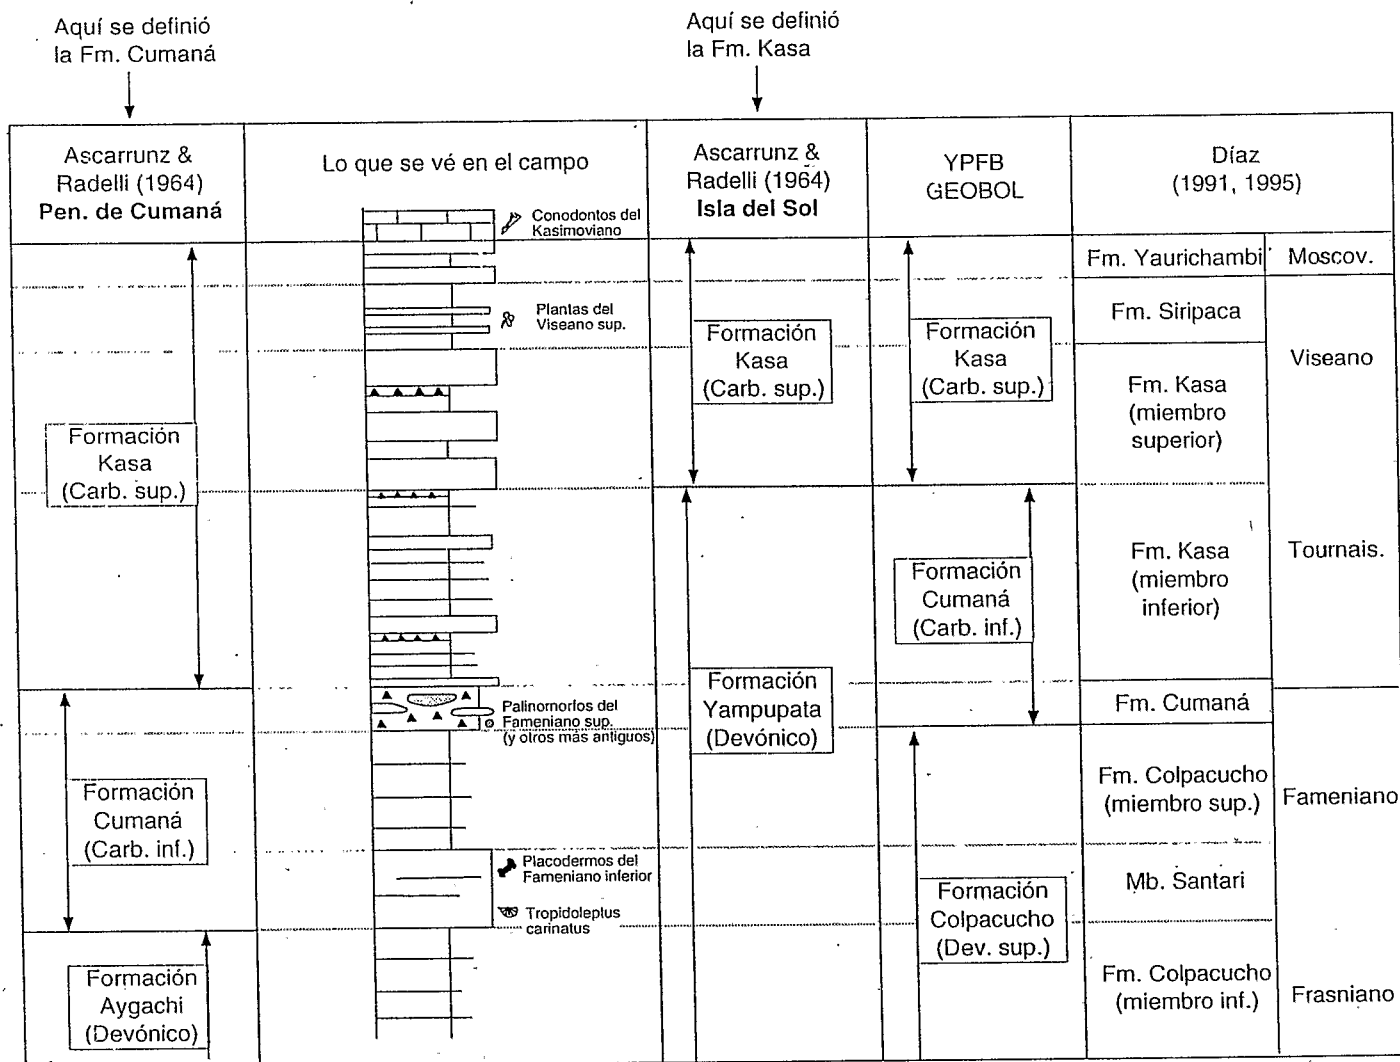 Aquí se definió
la Fm. Cumaná
Aquí se definió
la Fm. Kasa
Ascarrunz &
Radelli (1964)
Pen. de Cumaná
Lo que se vé en el campo
Ascarrunz &
Radelli (1964)
Isla del Sol
YPFB
GEOBOL
Díaz
(1991, 1995)
Formación
Kasa
(Carb. sup.)
Formación
Cumaná
(Carb. inf.)
Formación
Aygachi
(Devónico)
Conodontos del
Kasimoviano
Plantas del
Viseano sup.
Palinomorfos del
Fameniano sup.
(y otros más antiguos)
Placodermos del
Fameniano inferior
Tropidoleptus
carinatus
Formación
Kasa
(Carb. sup.)
Formación
Yampupata
(Devónico)
Formación
Kasa
(Carb. sup.)
Formación
Cumaná
(Carb. inf.)
Formación
Colpacucho
(Dev. sup.)
Fm. Yaurichambi
Fm. Siripaca
Fm. Kasa
(miembro
superior)
Fm. Kasa
(miembro
inferior)
Fm. Cumaná
Fm. Colpacucho
(miembro sup.)
Mb. Santari
Fm. Colpacucho
(miembro inf.)
Moscov.
Viseano
Tournais.
Fameniano
Frasniano